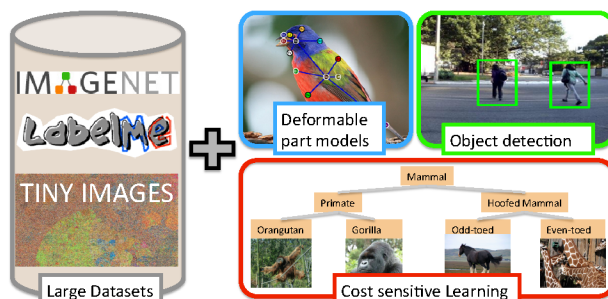 IMAGENET
LabelMe
TINY IMAGES
Large Datasets
Deformable
part models
Object detection
Mammal
Primate
Hoofed Mammal
Orangutan
Gorilla
Odd-toed
Even-toed
Cost sensitive Learning